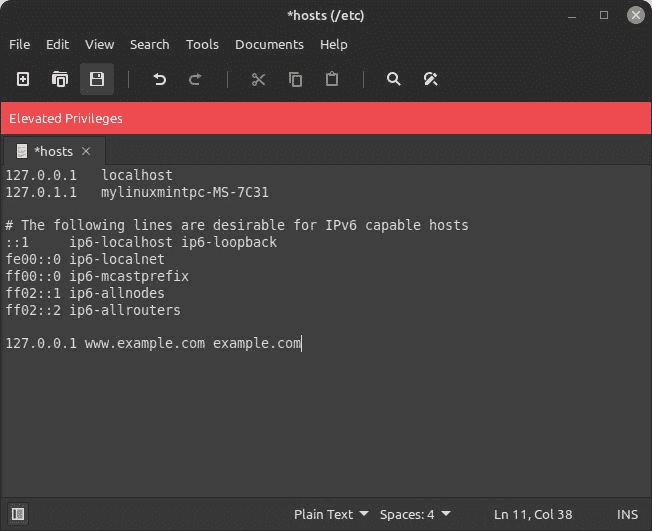 *hosts (/etc)
File Edit View Search Tools Documents Help
Elevated Privileges
*hosts
127.0.0.1   localhost
127.0.1.1   mylinuxmintpc-MS-7C31
# The following lines are desirable for IPv6 capable hosts
::1     ip6-localhost ip6-loopback
fe00::0 ip6-localnet
ff00::0 ip6-mcastprefix
ff02::1 ip6-allnodes
ff02::2 ip6-allrouters
127.0.0.1 www.example.com example.com
Plain Text Spaces: 4 Ln 11, Col 38 INS